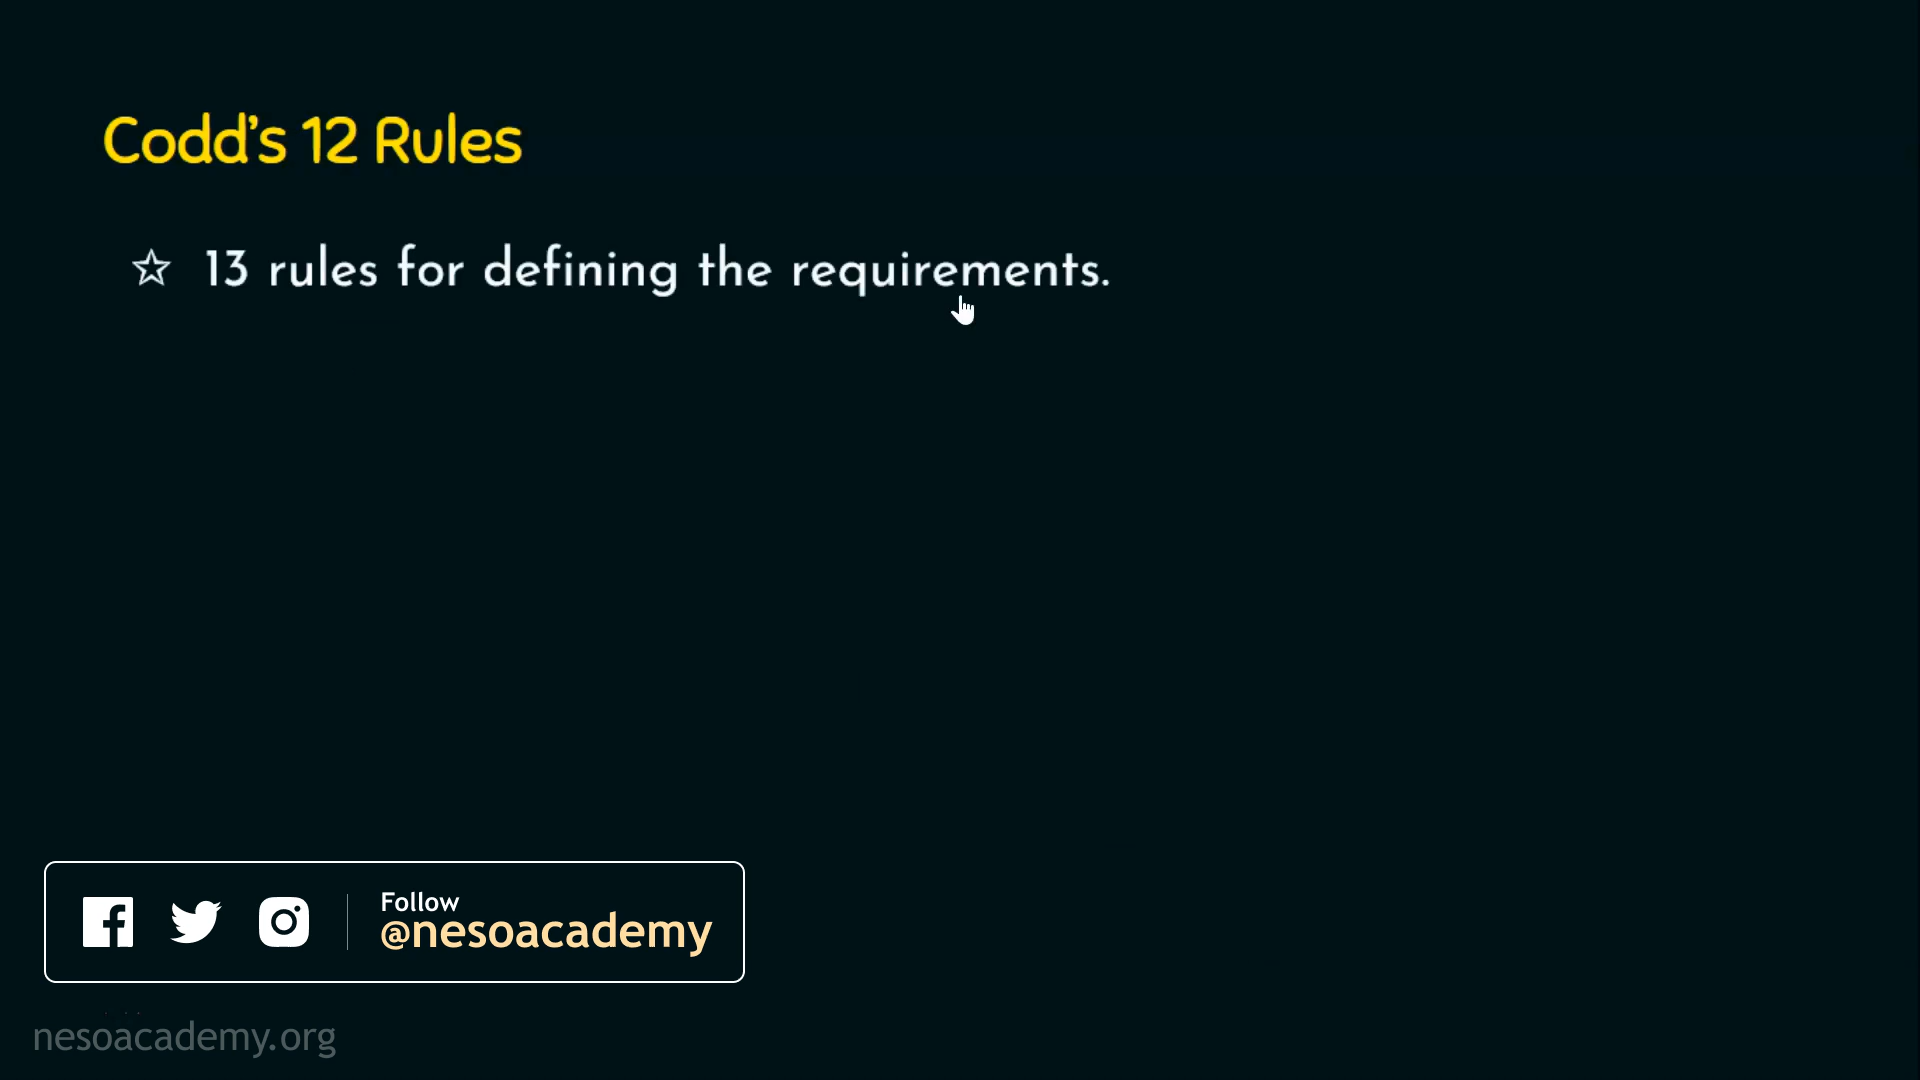 Codd's 12 Rules
☆ 13 rules for defining the requirements.
Follow
@nesoacademy
nesoacademy.org